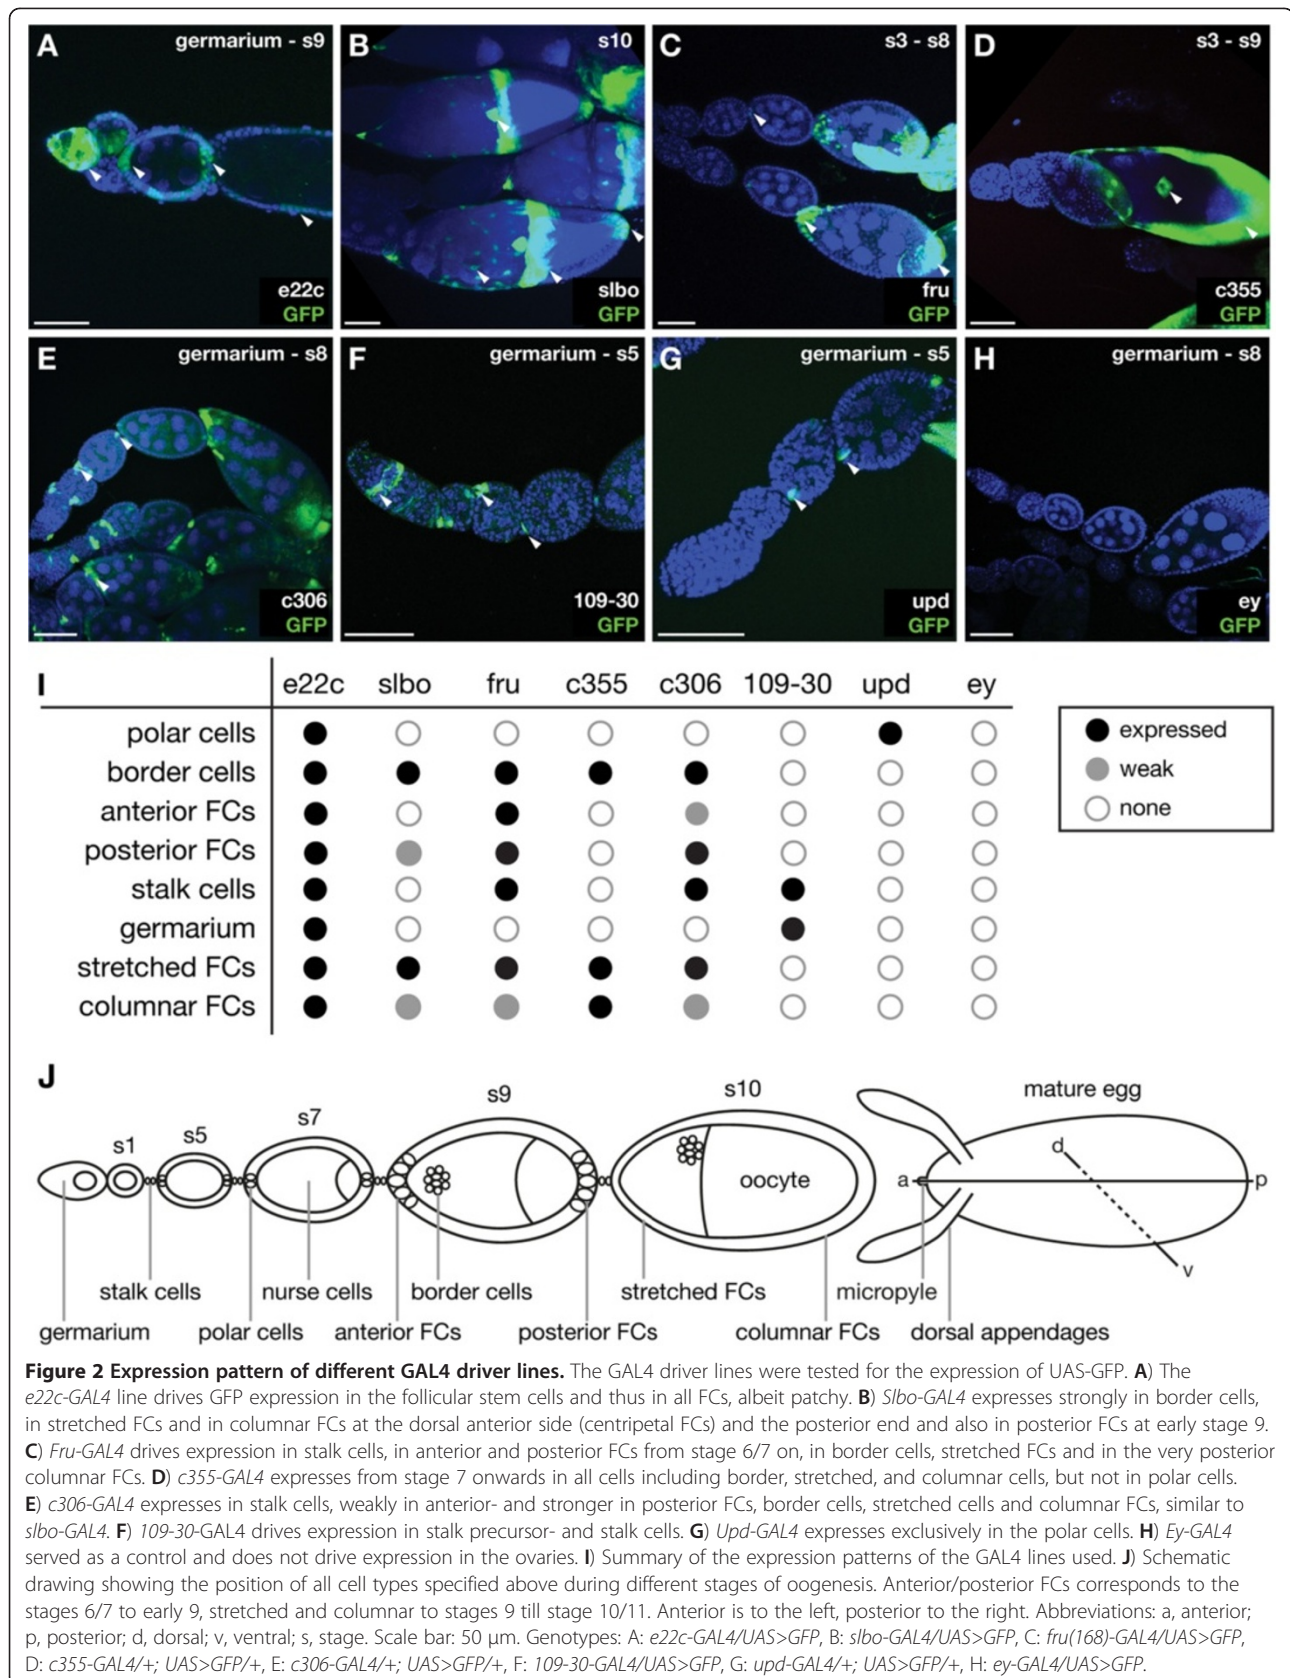 A germarium - s9
e22c
GFP
B s10
slbo
GFP
C s3 - s8
fru
GFP
D s3 - s9
c355
GFP
E germarium - s8
c306
GFP
F germarium - s5
109-30
GFP
G germarium - s5
upd
GFP
H germarium - s8
ey
GFP
I e22c slbo fru c355 c306 109-30 upd ey
polar cells
border cells
anterior FCs
posterior FCs
stalk cells
germarium
stretched FCs
columnar FCs
expressed
weak
none
J
s1 s5 s7 s9 s10 mature egg
oocyte
a d p v
stalk cells nurse cells border cells stretched FCs micropyle
germarium polar cells anterior FCs posterior FCs columnar FCs dorsal appendages
Figure 2 Expression pattern of different GAL4 driver lines. The GAL4 driver lines were tested for the expression of UAS-GFP. A) The
e22c-GAL4 line drives GFP expression in the follicular stem cells and thus in all FCs, albeit patchy. B) Slbo-GAL4 expresses strongly in border cells,
in stretched FCs and in columnar FCs at the dorsal anterior side (centripetal FCs) and the posterior end and also in posterior FCs at early stage 9.
C) Fru-GAL4 drives expression in stalk cells, in anterior and posterior FCs from stage 6/7 on, in border cells, stretched FCs and in the very posterior
columnar FCs. D) c355-GAL4 expresses from stage 7 onwards in all cells including border, stretched, and columnar cells, but not in polar cells.
E) c306-GAL4 expresses in stalk cells, weakly in anterior- and stronger in posterior FCs, border cells, stretched cells and columnar FCs, similar to
slbo-GAL4. F) 109-30-GAL4 drives expression in stalk precursor- and stalk cells. G) Upd-GAL4 expresses exclusively in the polar cells. H) Ey-GAL4
served as a control and does not drive expression in the ovaries. I) Summary of the expression patterns of the GAL4 lines used. J) Schematic
drawing showing the position of all cell types specified above during different stages of oogenesis. Anterior/posterior FCs corresponds to the
stages 6/7 to early 9, stretched and columnar to stages 9 till stage 10/11. Anterior is to the left, posterior to the right. Abbreviations: a, anterior;
p, posterior; d, dorsal; v, ventral; s, stage. Scale bar: 50 μm. Genotypes: A: e22c-GAL4/UAS>GFP, B: slbo-GAL4/UAS>GFP, C: fru(168)-GAL4/UAS>GFP,
D: c355-GAL4/+; UAS>GFP/+, E: c306-GAL4/+; UAS>GFP/+, F: 109-30-GAL4/UAS>GFP, G: upd-GAL4/+; UAS>GFP/+, H: ey-GAL4/UAS>GFP.